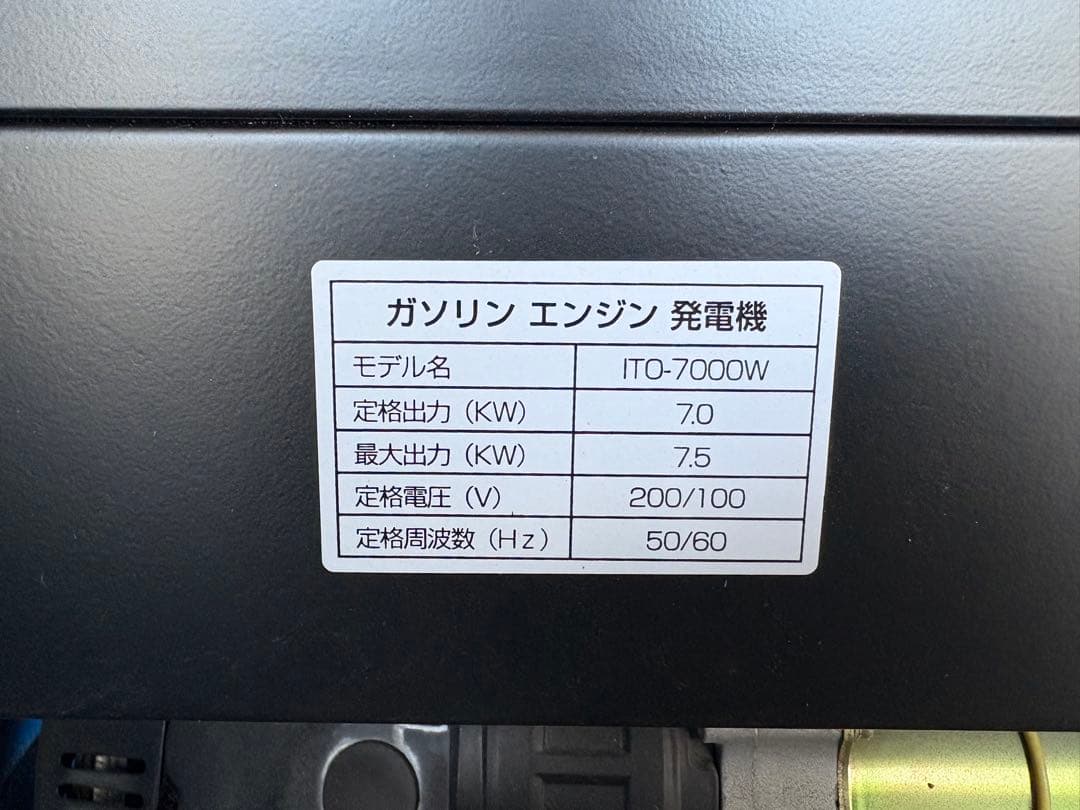 ガソリン エンジン 発電機
モデル名 ITO-7000W
定格出力（KW） 7.0
最大出力（KW） 7.5
定格電圧（V） 200/100
定格周波数（Hz） 50/60